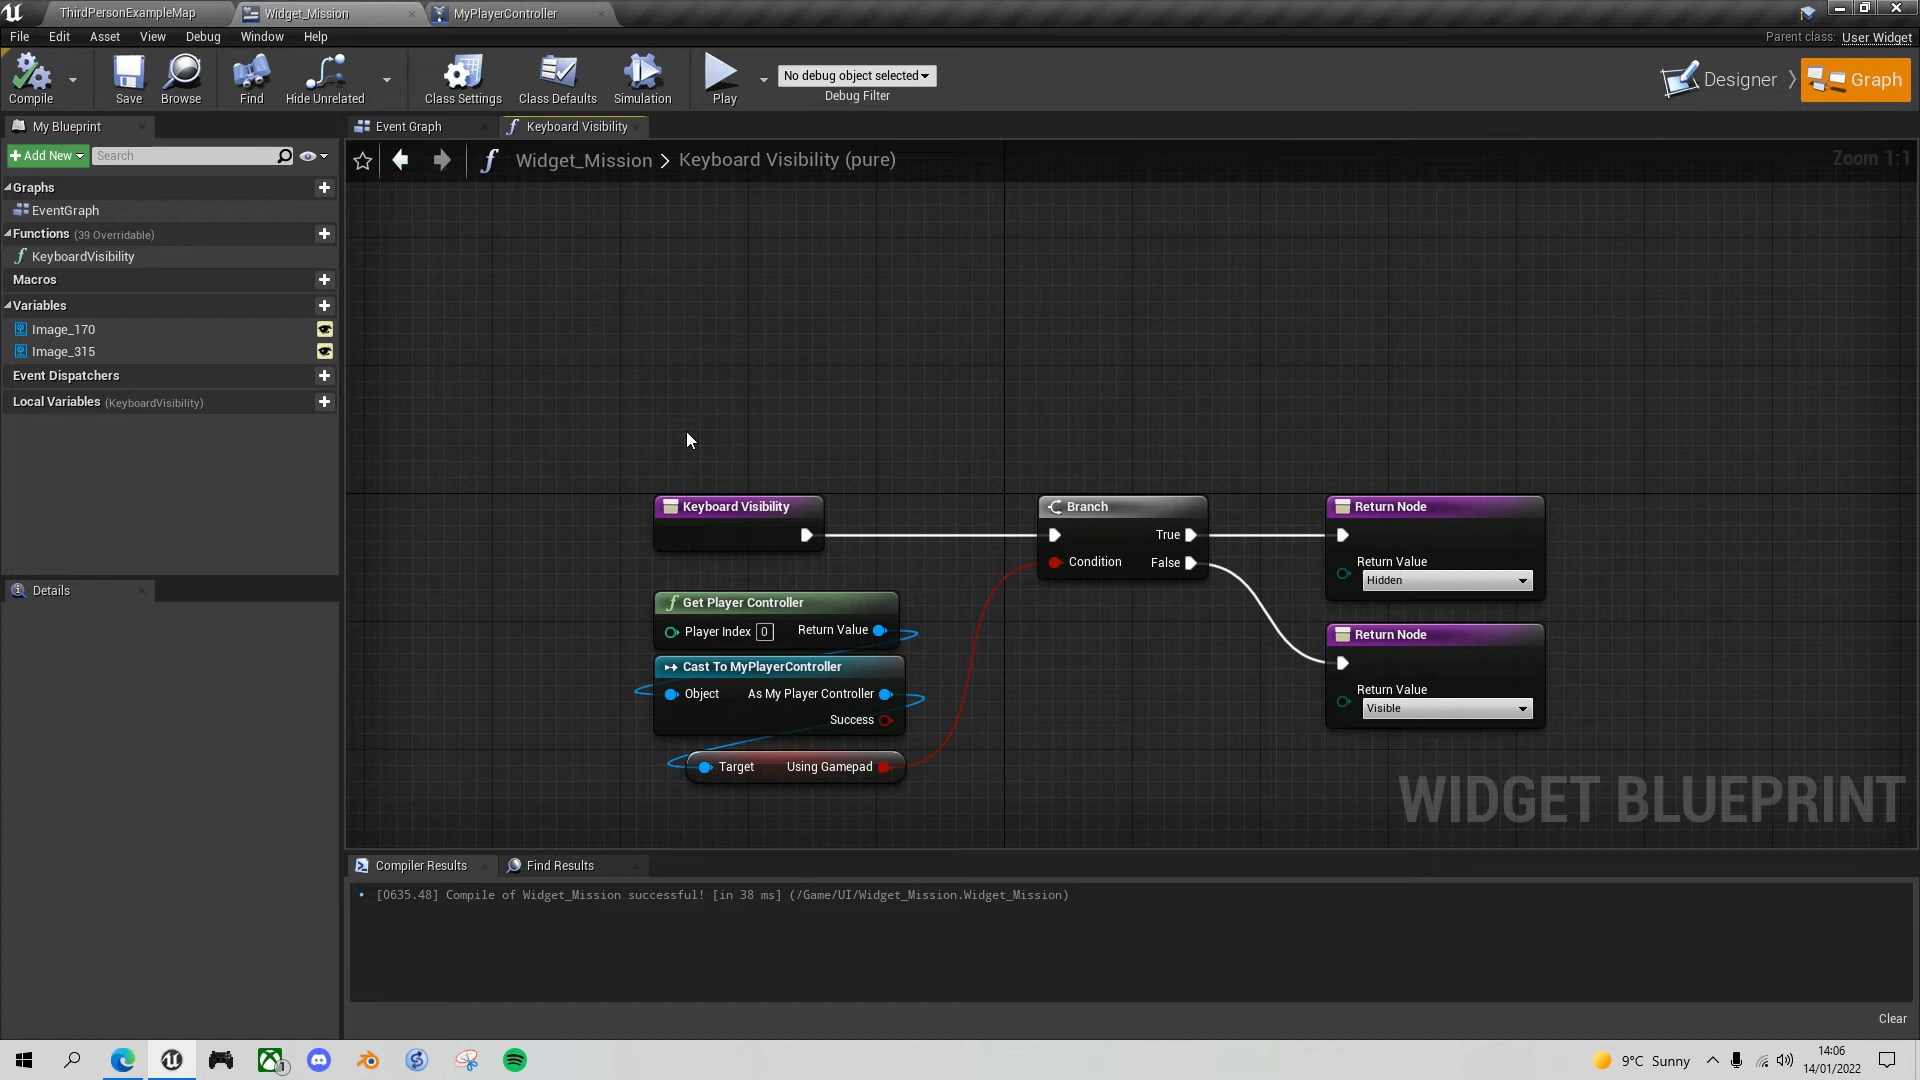 ThirdPersonExampleMap
Widget_Mission
MyPlayerController
File Edit Asset View Debug Window Help
Parent class: User Widget
Compile
Save
Browse
Find
Hide Unrelated
Class Settings
Class Defaults
Simulation
Play
No debug object selected
Debug Filter
Designer
Graph
My Blueprint
Event Graph
Keyboard Visibility
Add New
Search
Widget_Mission > Keyboard Visibility (pure)
Zoom 1:1
Graphs
EventGraph
Functions (39 Overridable)
KeyboardVisibility
Macros
Variables
Image_170
Image_315
Event Dispatchers
Local Variables (KeyboardVisibility)
Details
Keyboard Visibility
Branch
True
Condition
False
Return Node
Return Value
Hidden
Get Player Controller
Player Index 0
Return Value
Return Node
Return Value
Visible
Cast To MyPlayerController
Object
As My Player Controller
Success
Target
Using Gamepad
WIDGET BLUEPRINT
Compiler Results
Find Results
[0635.48] Compile of Widget_Mission successful! [in 38 ms] (/Game/UI/Widget_Mission.Widget_Mission)
Clear
1
9°C Sunny
14:06
14/01/2022